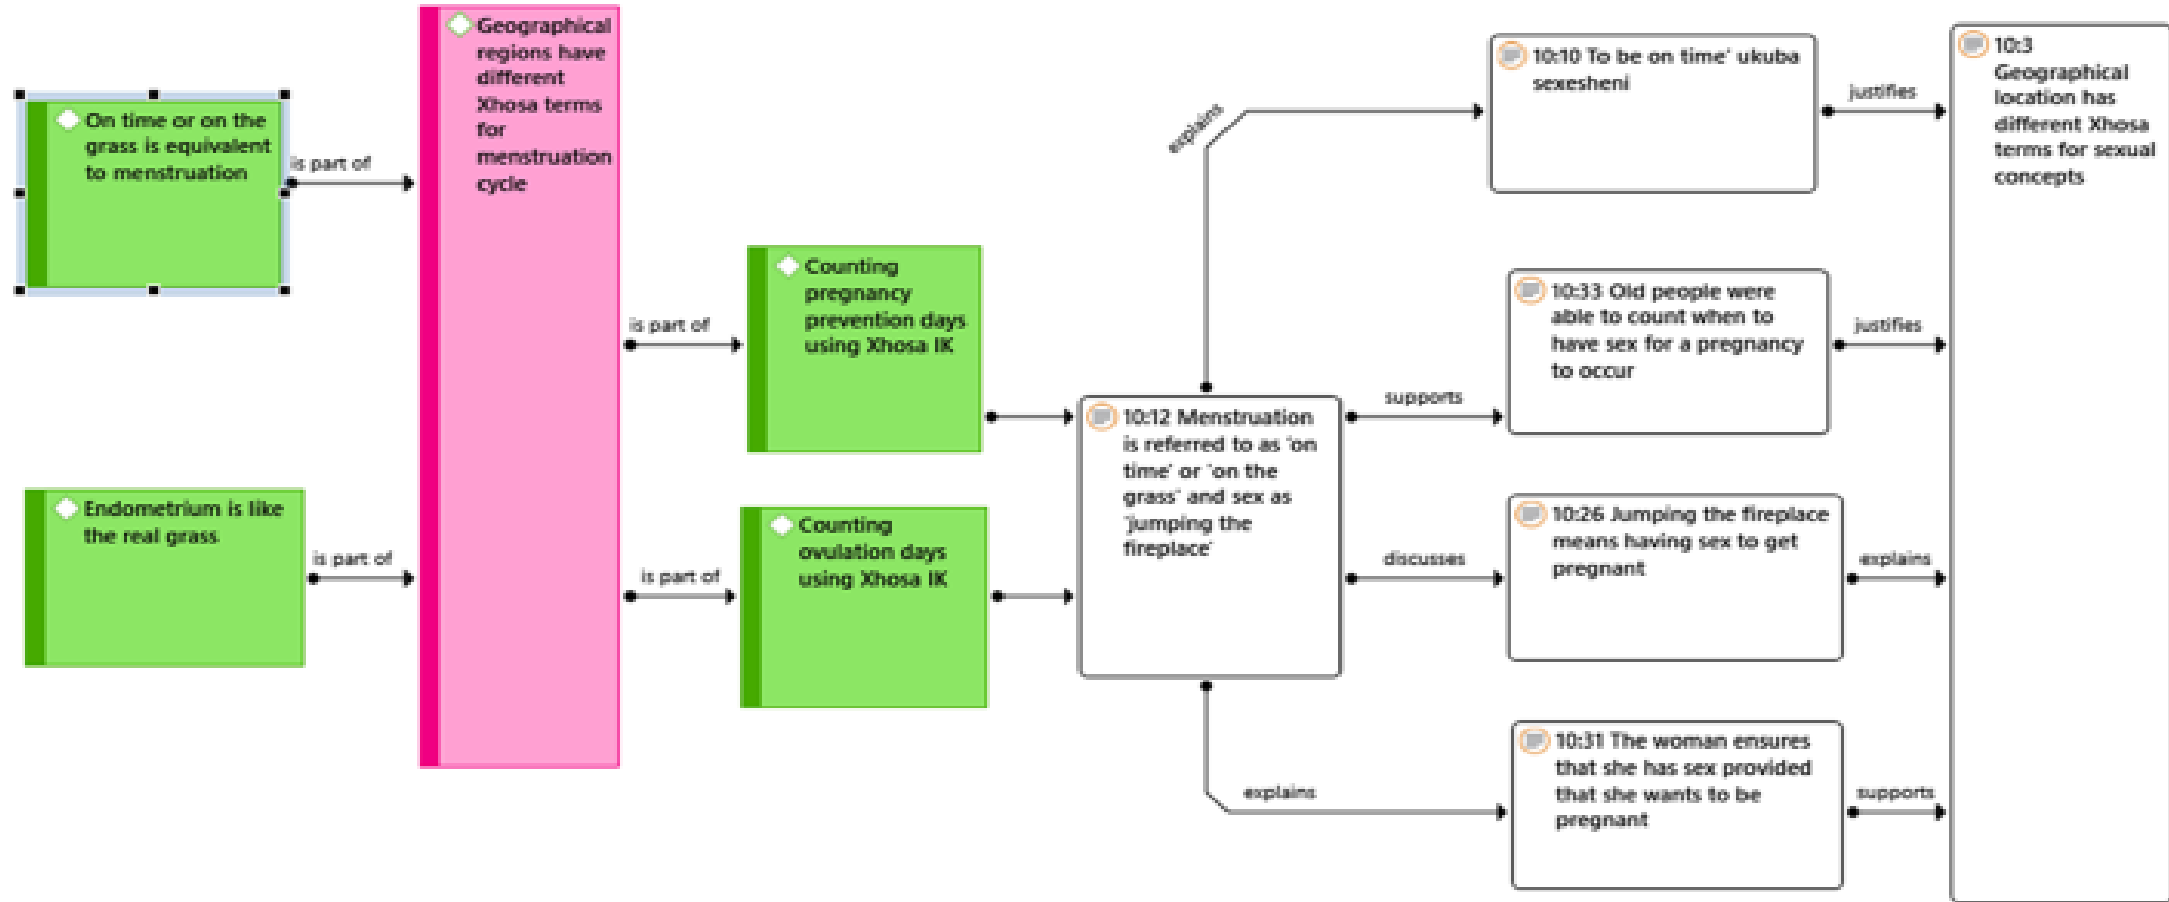 On time or on the
grass is equivalent
to menstruation
is part of
Endometrium is like
the real grass
is part of
Geographical
regions have
different
Xhosa terms
for
menstruation
cycle
is part of
is part of
Counting
pregnancy
prevention days
using Xhosa IK
Counting
ovulation days
using Xhosa IK
10:12 Menstruation
is referred to as 'on
time' or 'on the
grass' and sex as
'jumping the
fireplace'
explains
supports
discusses
explains
10:10 To be on time' ukuba
sexesheni
justifies
10:33 Old people were
able to count when to
have sex for a pregnancy
to occur
justifies
10:26 Jumping the fireplace
means having sex to get
pregnant
explains
10:31 The woman ensures
that she has sex provided
that she wants to be
pregnant
supports
10:3
Geographical
location has
different Xhosa
terms for sexual
concepts